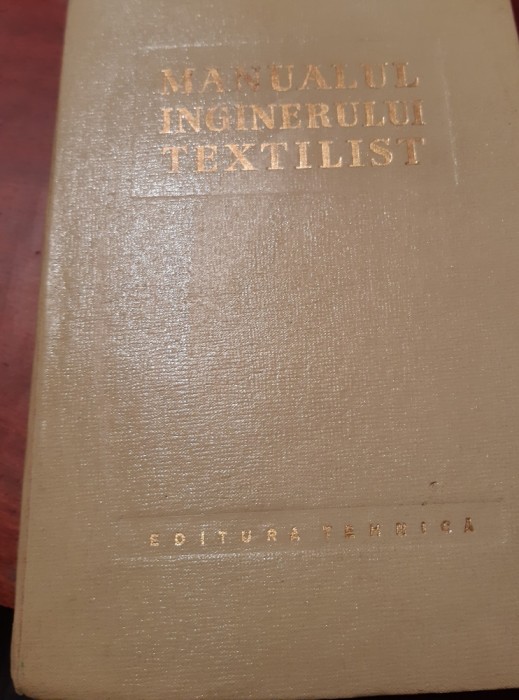 MANUALUL
INGINERULUI
TEXTILIST
EDITURA TEHNICĂ